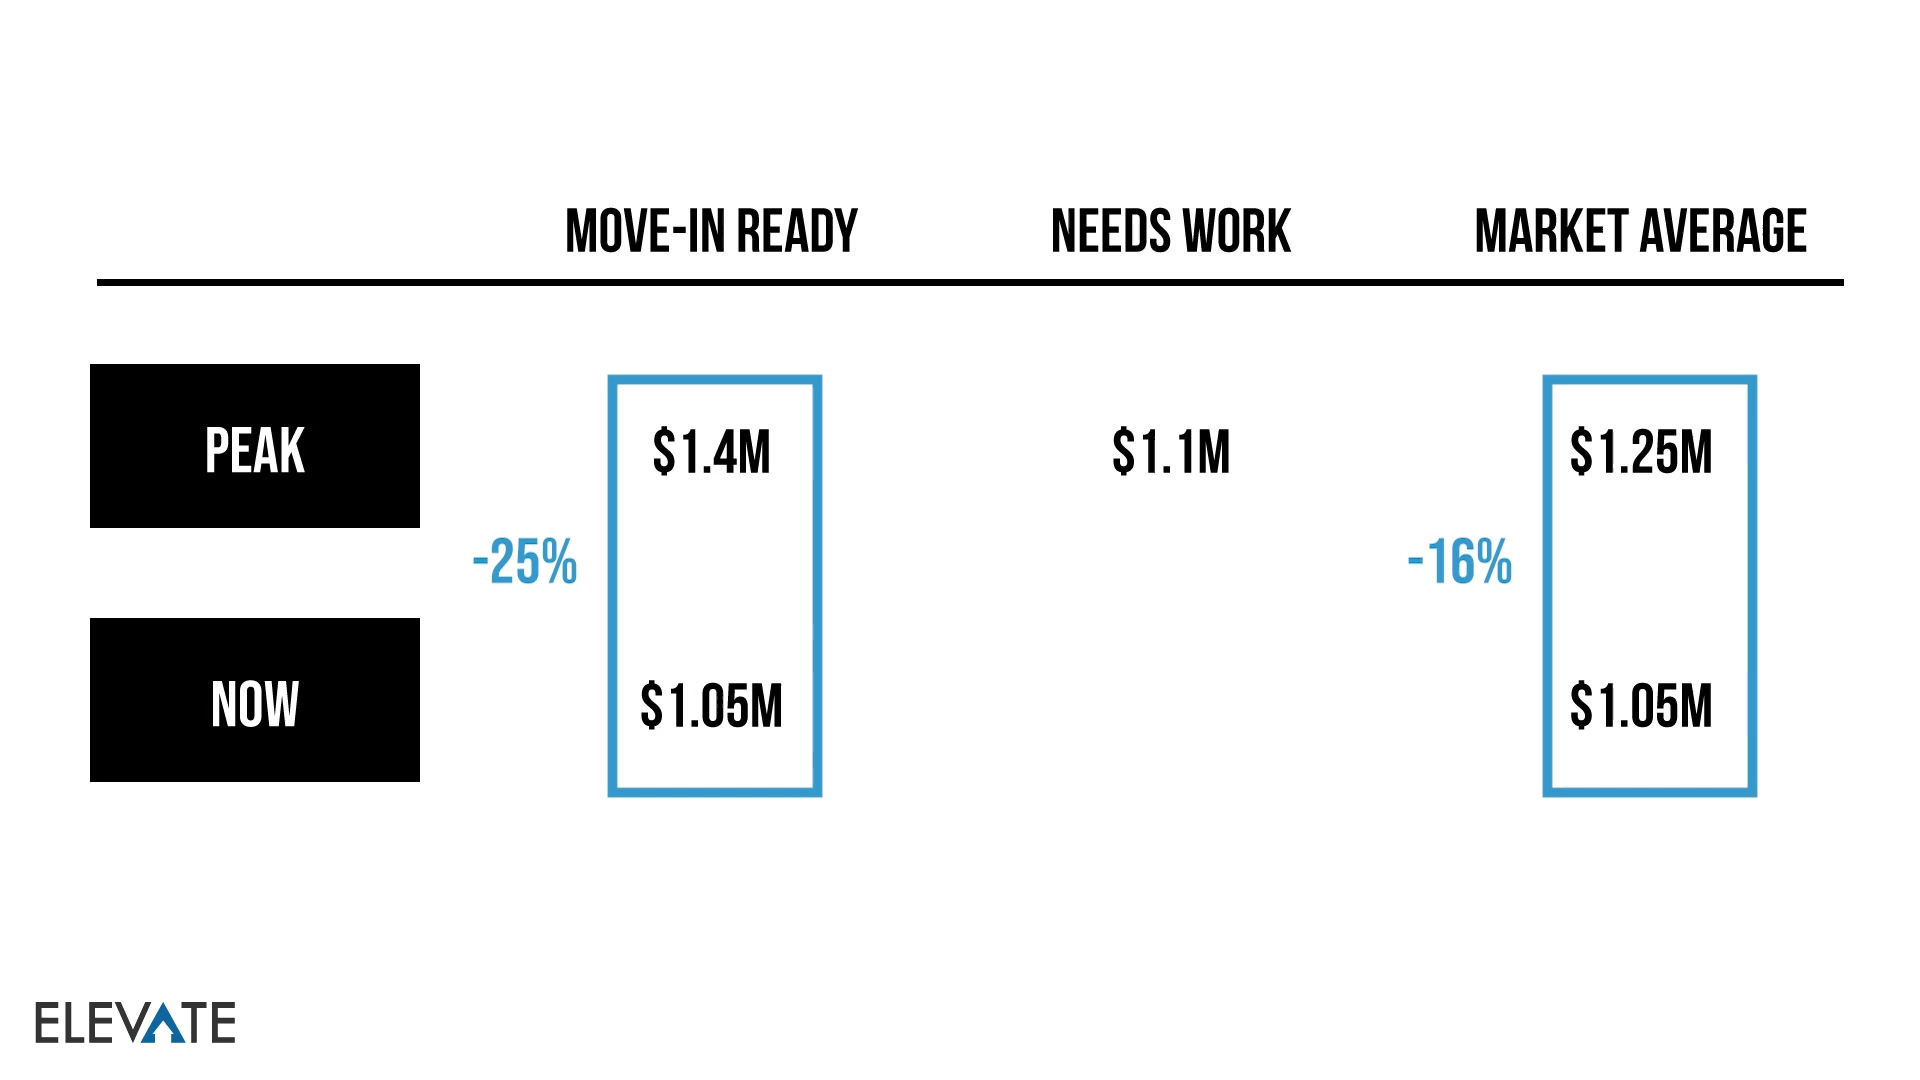 MOVE-IN READY NEEDS WORK MARKET AVERAGE
PEAK $1.4M $1.1M $1.25M
-25% -16%
NOW $1.05M $1.05M
ELEVATE